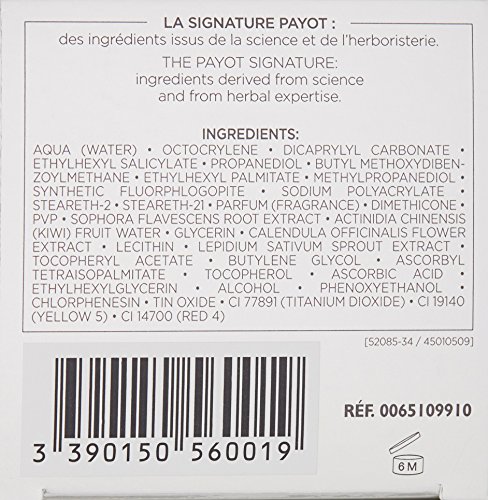 LA SIGNATURE PAYOT :
des ingrédients issus de la science et de l'herboristerie.
THE PAYOT SIGNATURE:
ingredients derived from science
and from herbal expertise.
INGREDIENTS:
AQUA (WATER) • OCTOCRYLENE • DICAPRYLYL CARBONATE •
ETHYLHEXYL SALICYLATE • PROPANEDIOL • BUTYL METHOXYDIBEN-
ZOYLMETHANE • ETHYLHEXYL PALMITATE • METHYLPROPANEDIOL •
SYNTHETIC FLUORPHLOGOPITE • SODIUM POLYACRYLATE •
STEARETH-2 • STEARETH-21 • PARFUM (FRAGRANCE) • DIMETHICONE •
PVP • SOPHORA FLAVESCENS ROOT EXTRACT • ACTINIDIA CHINENSIS
(KIWI) FRUIT WATER • GLYCERIN • CALENDULA OFFICINALIS FLOWER
EXTRACT • LECITHIN • LEPIDIUM SATIVUM SPROUT EXTRACT •
TOCOPHERYL ACETATE • BUTYLENE GLYCOL • ASCORBYL
TETRAISOPALMITATE • TOCOPHEROL • ASCORBIC ACID •
ETHYLHEXYLGLYCERIN • ALCOHOL • PHENOXYETHANOL •
CHLORPHENESIN • TIN OXIDE • CI 77891 (TITANIUM DIOXIDE) • CI 19140
(YELLOW 5) • CI 14700 (RED 4)
[52085-34 / 45010509]
RÉF. 0065109910
3 390150 560019
6 M